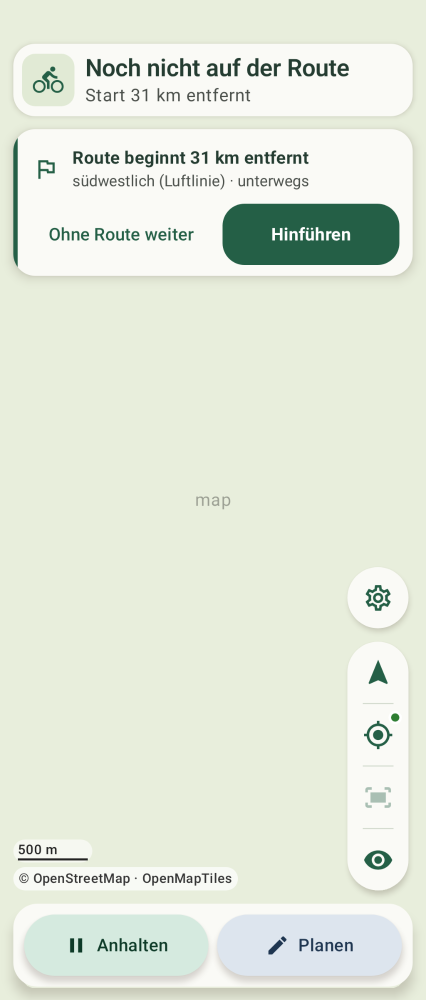 Noch nicht auf der Route
Start 31 km entfernt
Route beginnt 31 km entfernt
südwestlich (Luftlinie) · unterwegs
Ohne Route weiter
Hinführen
map
500 m
© OpenStreetMap · OpenMapTiles
Anhalten
Planen